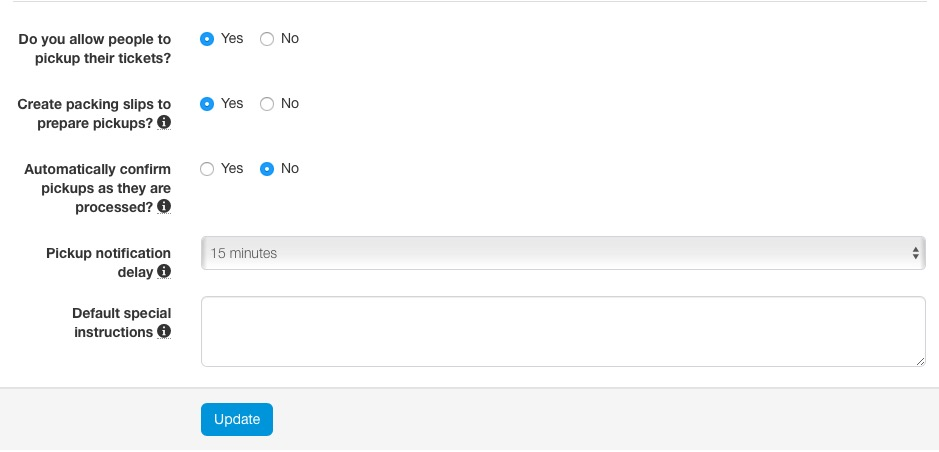 Do you allow people to
pickup their tickets?
Yes No
Create packing slips to
prepare pickups?
Yes No
Automatically confirm
pickups as they are
processed?
Yes No
Pickup notification
delay
15 minutes
Default special
instructions
Update